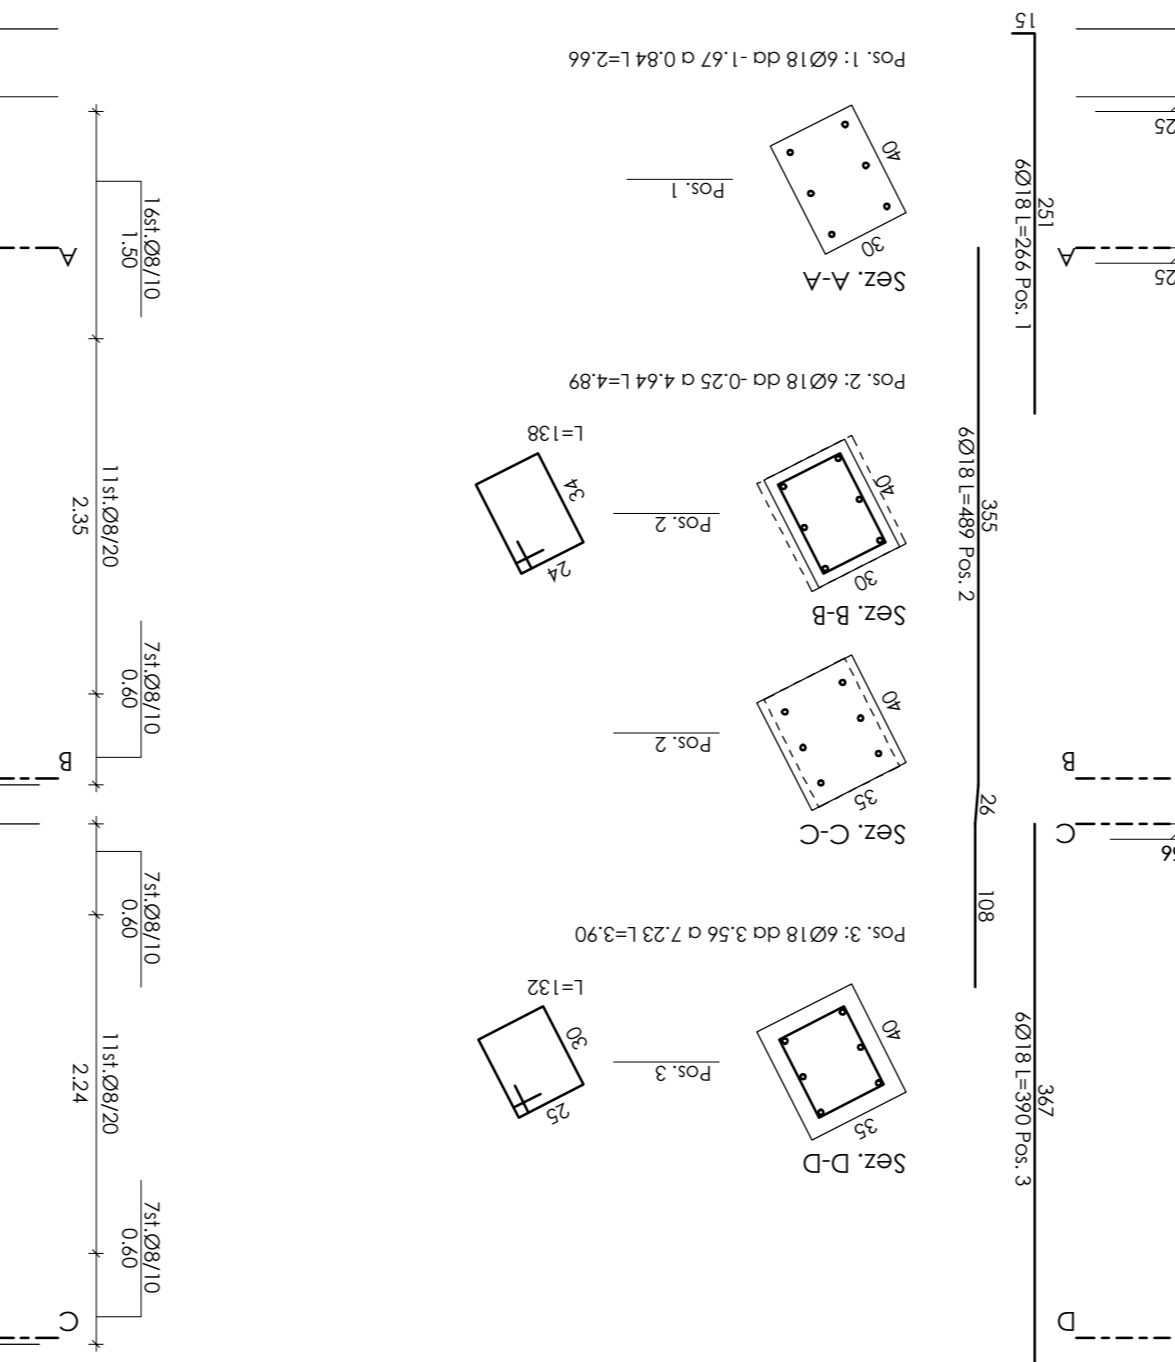 D
C
367
6Ø18 L=390 Pos. 3
Sez. D-D
35
40
Pos. 3
25
30
L=132
Pos. 3: 6Ø18 da 3.56 a 7.23 L=3.90
7st.Ø8/10
0.60
11st.Ø8/20
2.24
7st.Ø8/10
0.60
C
B
108
26
355
6Ø18 L=489 Pos. 2
Sez. C-C
35
40
Pos. 2
Sez. B-B
30
40
Pos. 2
24
34
L=138
Pos. 2: 6Ø18 da -0.25 a 4.64 L=4.89
B
7st.Ø8/10
0.60
11st.Ø8/20
2.35
16st.Ø8/10
1.50
A
A
25
25
251
6Ø18 L=266 Pos. 1
15
Sez. A-A
30
40
Pos. 1
Pos. 1: 6Ø18 da -1.67 a 0.84 L=2.66